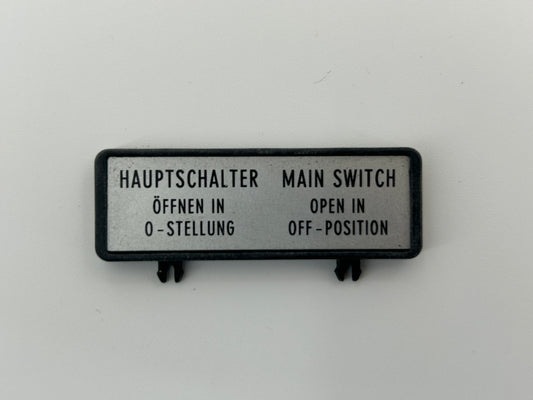 HAUPTSCHALTER
ÖFFNEN IN
0-STELLUNG
MAIN SWITCH
OPEN IN
OFF-POSITION